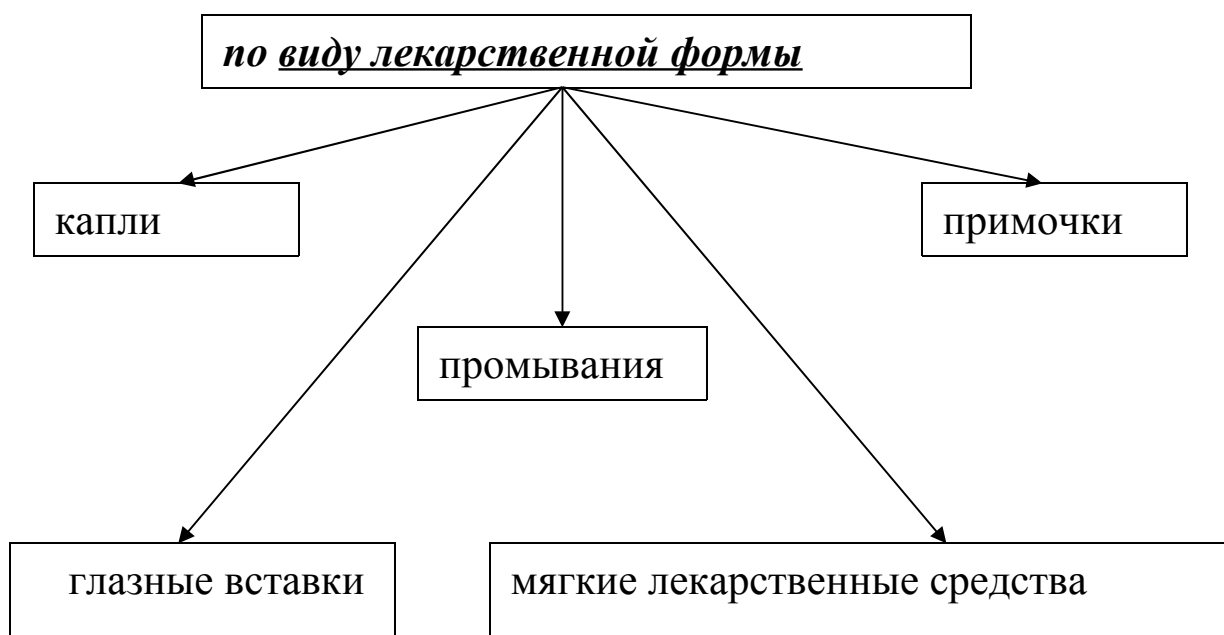 по виду лекарственной формы
капли
примочки
промывания
глазные вставки
мягкие лекарственные средства